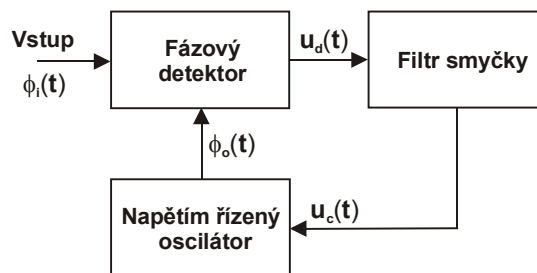 Vstup
ϕi(t)
Fázový
detektor
ud(t)
Filtr smyčky
ϕo(t)
Napětím řízený
oscilátor
uc(t)